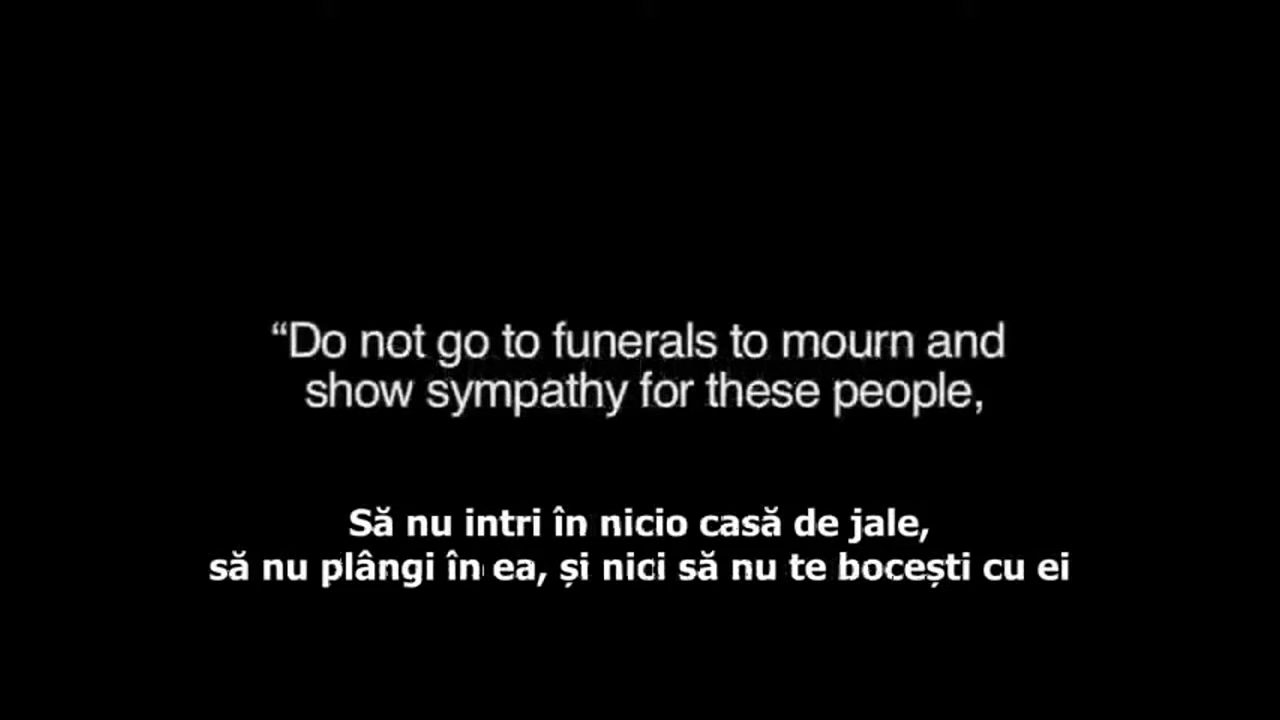 “Do not go to funerals to mourn and
show sympathy for these people,
Să nu intri în nicio casă de jale,
să nu plângi în ea, și nici să nu te bocești cu ei